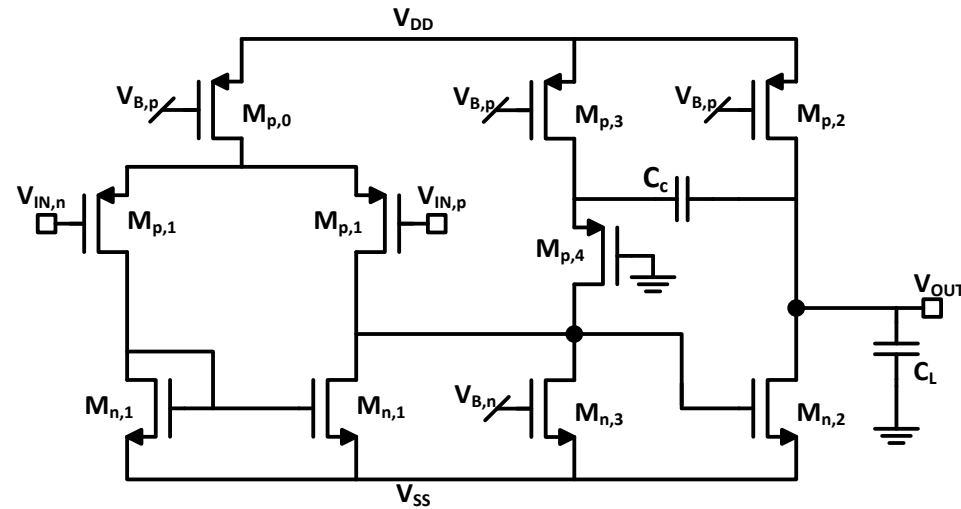 V_DD
V_B,p
M_p,0
V_B,p
M_p,3
V_B,p
M_p,2
C_c
V_IN,n
M_p,1
M_p,1
V_IN,p
M_p,4
V_OUT
C_L
M_n,1
M_n,1
V_B,n
M_n,3
M_n,2
V_SS